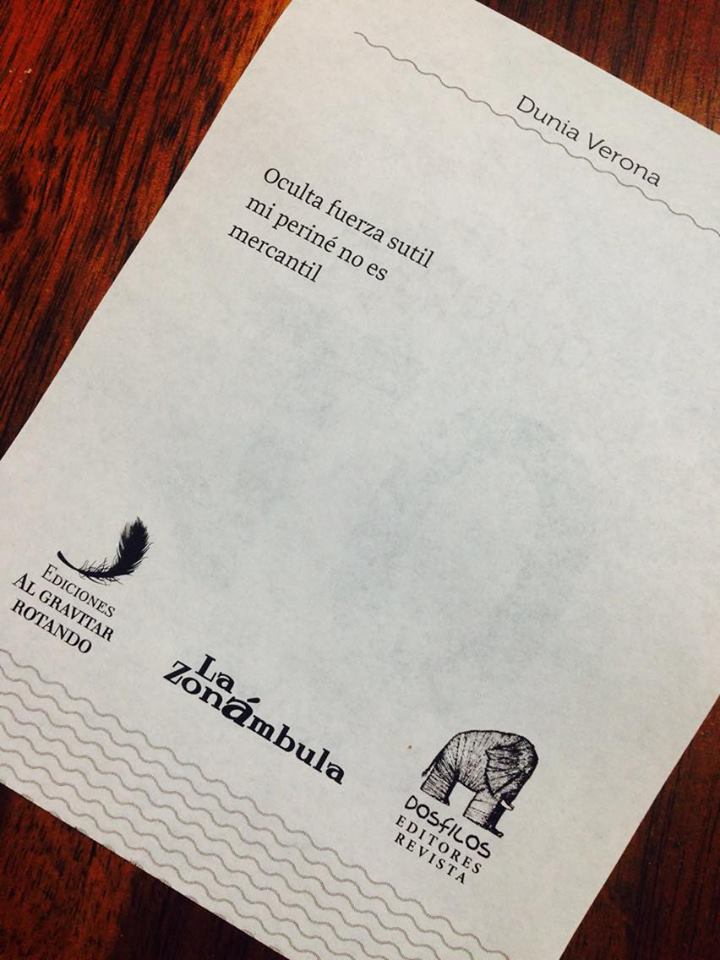 Dunia Verona
Oculta fuerza sutil
mi periné no es
mercantil
EDICIONES
AL GRAVITAR
ROTANDO
La
Zonámbula
DOSFILOS
EDITORES
REVISTA